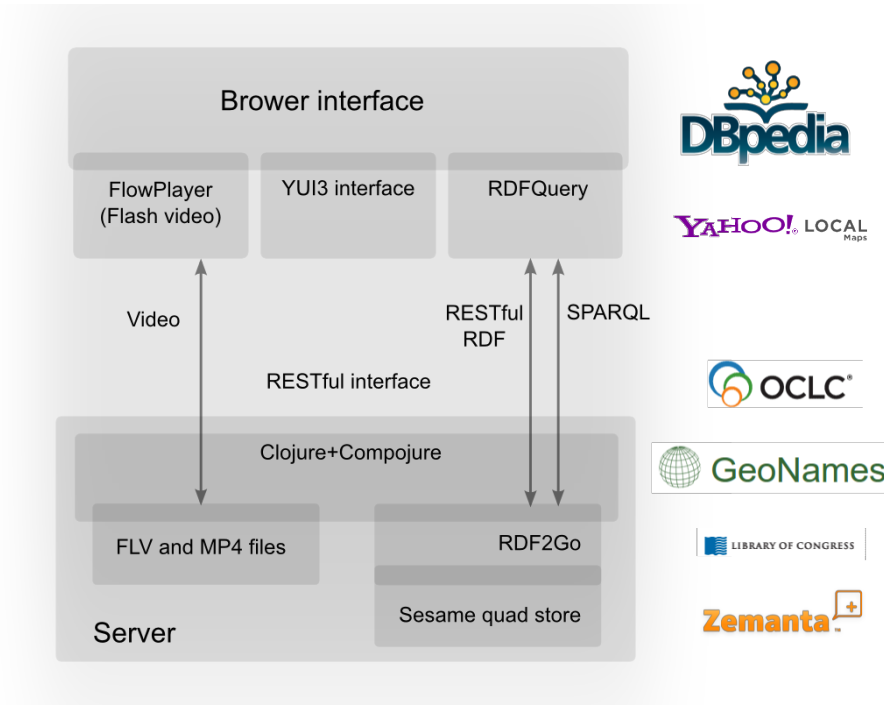 Brower interface
FlowPlayer
(Flash video)
YUI3 interface
RDFQuery
Video
RESTful
RDF
SPARQL
RESTful interface
Clojure+Compojure
FLV and MP4 files
RDF2Go
Sesame quad store
Server
DBpedia
YAHOO! LOCAL
Maps
OCLC®
GeoNames
LIBRARY OF CONGRESS
Zemanta™